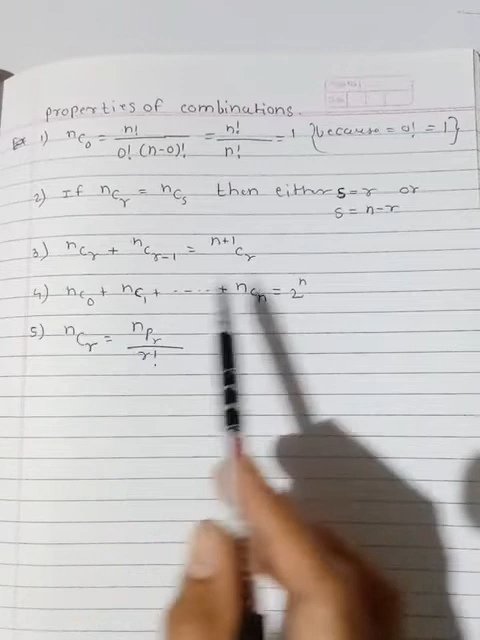 properties of combinations.
Ex 1) nC0 = n! / 0! (n-0)! = n! / n! = 1 {because = 0! = 1}
2) If nCr = nCs then either s = r or
s = n-r
3) nCr + nCr-1 = n+1Cr
4) nC0 + nC1 + ----- + nCn = 2^n
5) nCr = nPr / r!